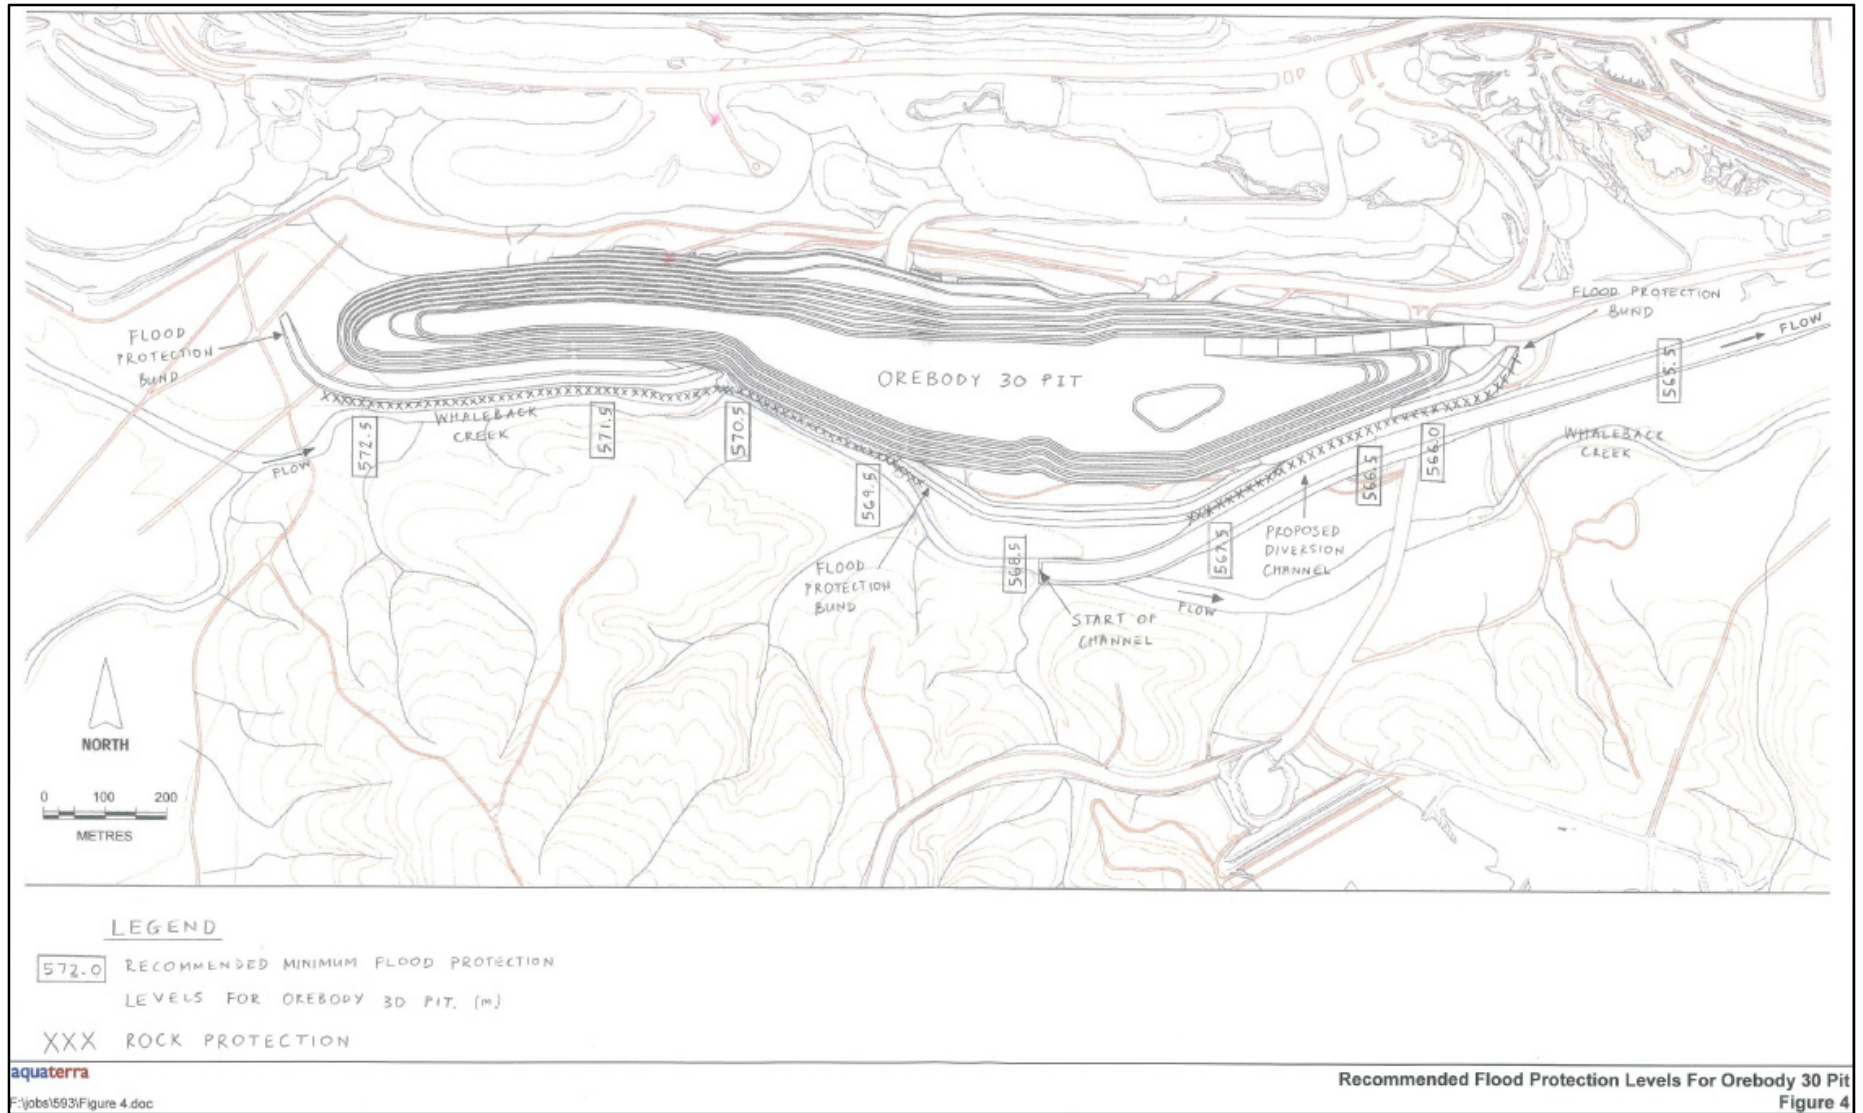 FLOOD PROTECTION
BUND
FLOW
FLOOD
PROTECTION
BUND
565.5
OREBODY 30 PIT
WHALEBACK
CREEK
572.5
571.5
570.5
FLOW
569.5
566.5
566.0
WHALEBACK
CREEK
568.5
567.5
PROPOSED
DIVERSION
CHANNEL
FLOOD
PROTECTION
BUND
FLOW
START OF
CHANNEL
NORTH
0 100 200
METRES
LEGEND
572.0 RECOMMENDED MINIMUM FLOOD PROTECTION
LEVELS FOR OREBODY 30 PIT. (m)
XXX ROCK PROTECTION
aquaterra
Recommended Flood Protection Levels For Orebody 30 Pit
F:\jobs\593\Figure 4.doc
Figure 4